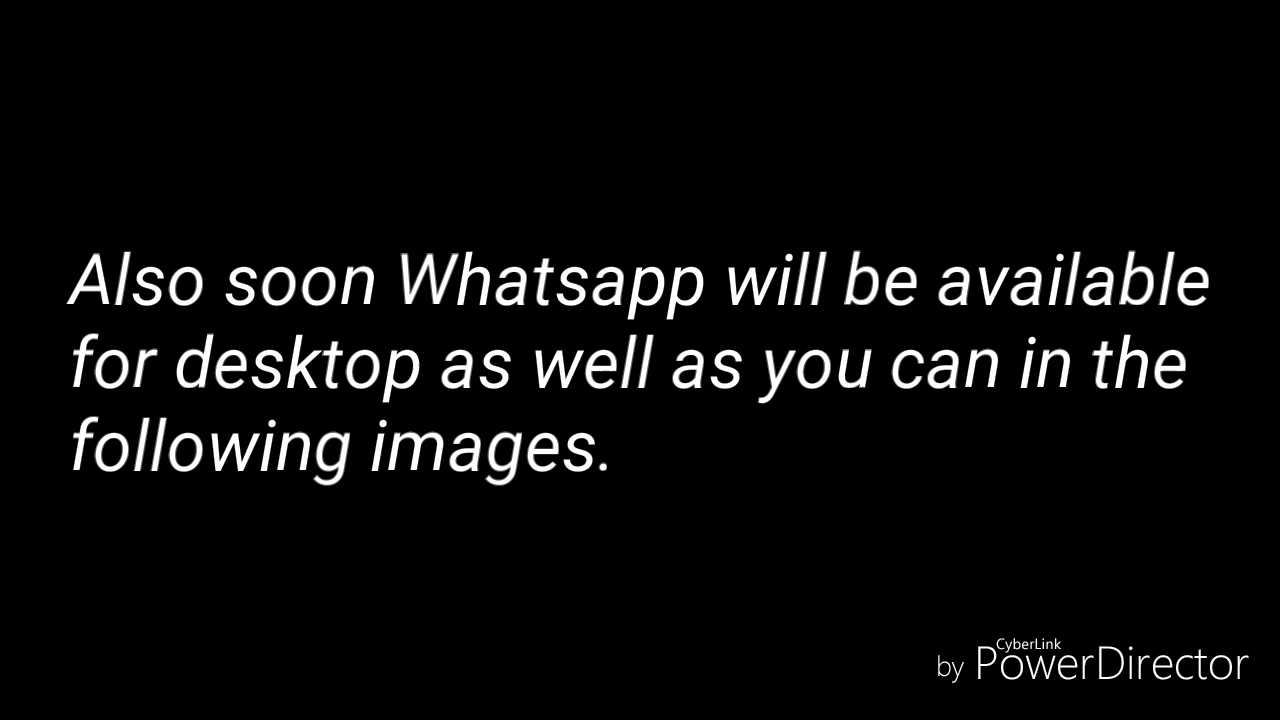 Also soon Whatsapp will be available
for desktop as well as you can in the
following images.
by CyberLink PowerDirector